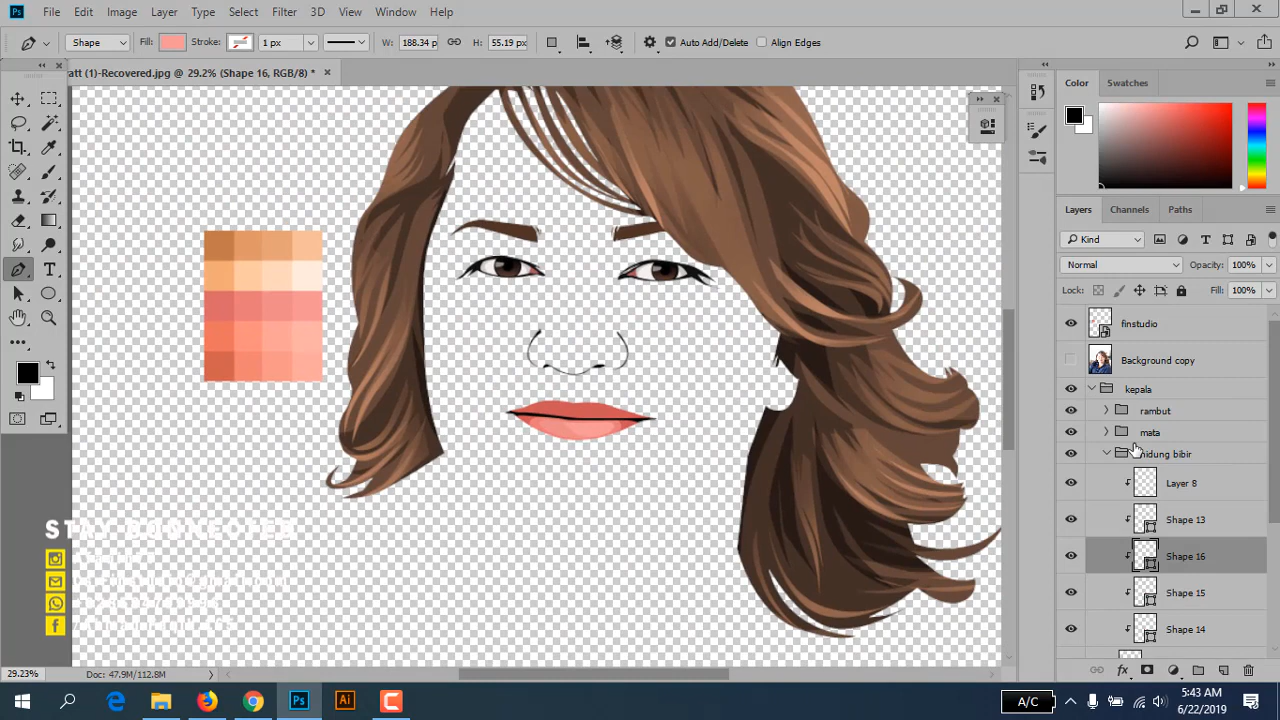 Ps File Edit Image Layer Type Select Filter 3D View Window Help
Shape Fill: Stroke: 1 px W: 188.34 p H: 55.19 px Auto Add/Delete Align Edges
ratt (1)-Recovered.jpg @ 29.2% (Shape 16, RGB/8) *
Color Swatches
Layers Channels Paths
Kind
Normal Opacity: 100%
Lock: Fill: 100%
finstudio
Background copy
kepala
rambut
mata
hidung bibir
Layer 8
Shape 13
Shape 16
Shape 15
Shape 14
29.23% Doc: 47.9M/112.8M
Ps Ai A/C 5:43 AM
6/22/2019